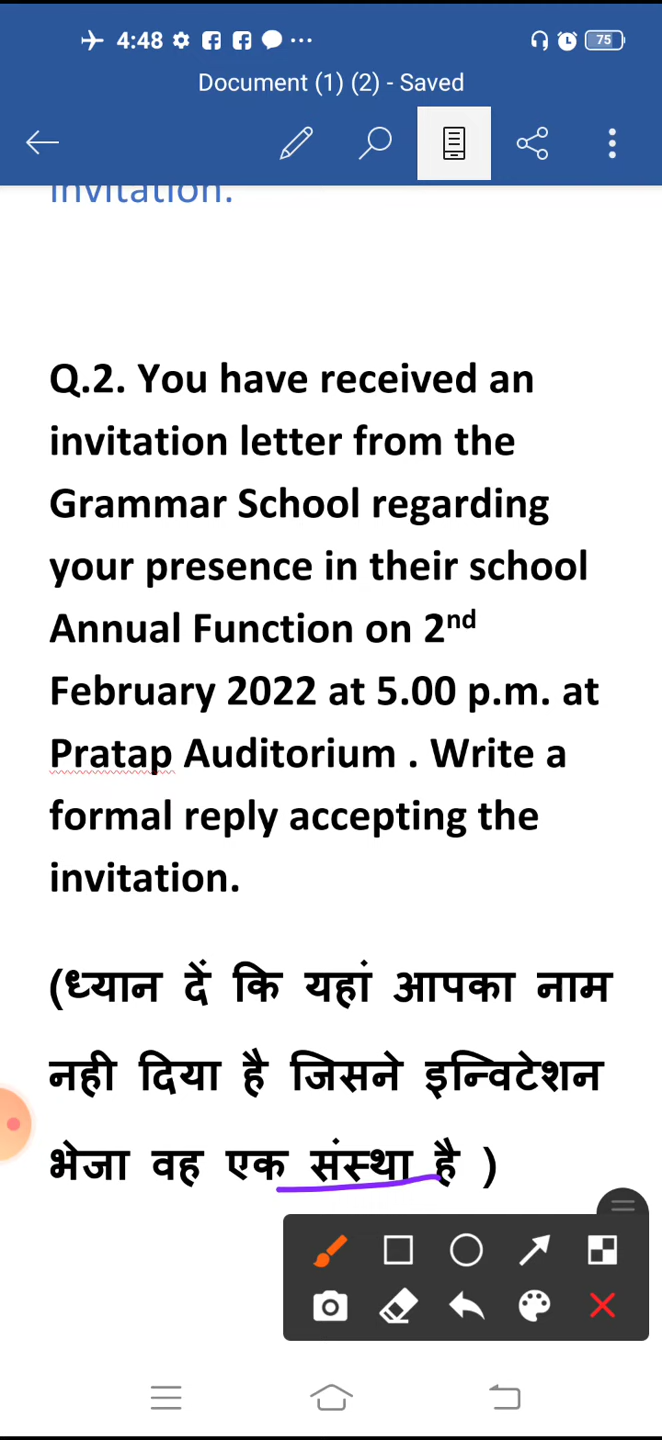 4:48
75
Document (1) (2) - Saved
invitation.
Q.2. You have received an
invitation letter from the
Grammar School regarding
your presence in their school
Annual Function on 2nd
February 2022 at 5.00 p.m. at
Pratap Auditorium . Write a
formal reply accepting the
invitation.
(ध्यान दें कि यहां आपका नाम
नही दिया है जिसने इन्विटेशन
भेजा वह एक संस्था है )